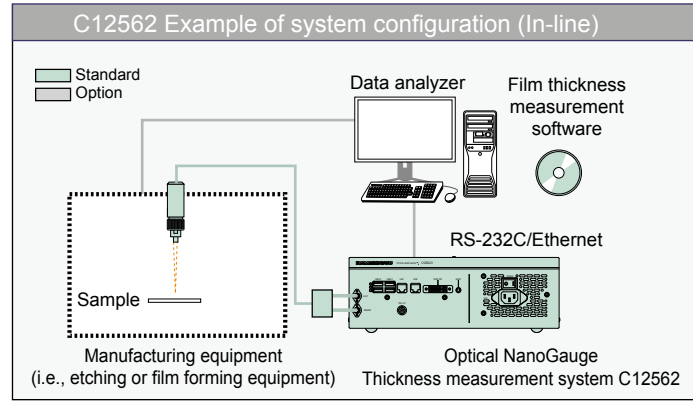 C12562 Example of system configuration (In-line)
Standard
Option
Data analyzer
Film thickness
measurement
software
RS-232C/Ethernet
Sample
Manufacturing equipment
(i.e., etching or film forming equipment)
Optical NanoGauge
Thickness measurement system C12562